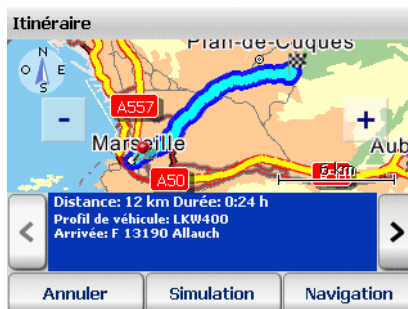 Itinéraire
Plan-de-Cuques
N
O E
S
A557
- +
Marseille
Aub
A50
Distance: 12 km Durée: 0:24 h
Profil de véhicule: LKW400
Arrivée: F 13190 Allauch
< >
Annuler Simulation Navigation